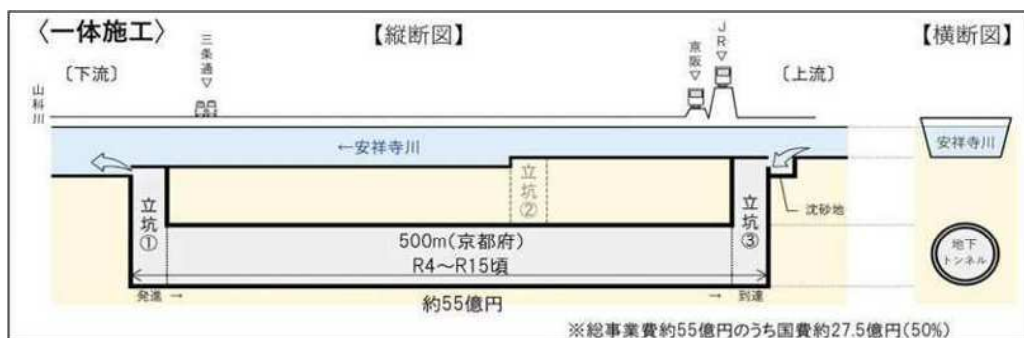 〈一体施工〉
【縦断図】
【横断図】
〔下流〕
三条通▽
京阪▽
JR▽
〔上流〕
山科川
←安祥寺川
安祥寺川
立坑①
立坑②
立坑③
沈砂地
500m(京都府)
R4～R15頃
地下
トンネル
発進 →
約55億円
→ 到達
※総事業費約55億円のうち国費約27.5億円(50%)